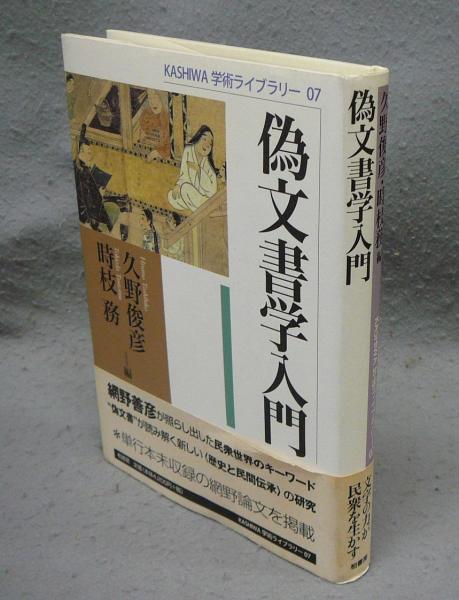 KASHIWA 学術ライブラリー 07
偽文書学入門
久野俊彦
時枝 務
編
網野善彦が照らし出した民衆世界のキーワード
“偽文書”が読み解く新しい〈歴史と民間伝承〉の研究
＊単行本未収録の網野論文を掲載
KASHIWA 学術ライブラリー 07
久野俊彦・時枝務 編
偽文書学入門
文字の力が
民衆を生かす
柏書房